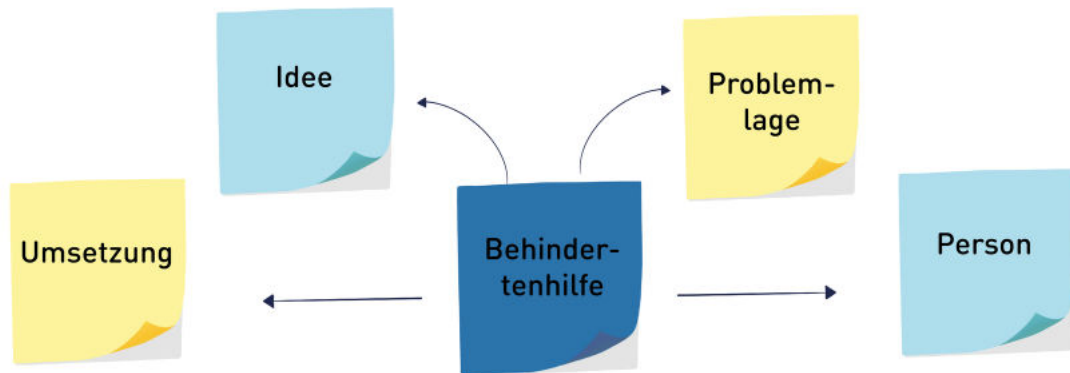 Idee
Problem-
lage
Umsetzung
Behinder-
tenhilfe
Person